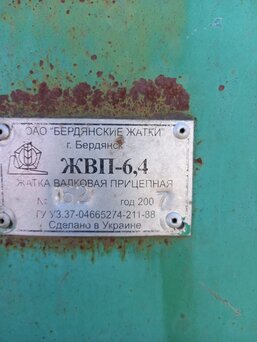 ОАО "БЕРДЯНСКИЕ ЖАТКИ"
г. Бердянск
ЖВП-6,4
ЖАТКА ВАЛКОВАЯ ПРИЦЕПНАЯ
№ год 2007
ТУ У3.37-04665274-211-88
Сделано в Украине